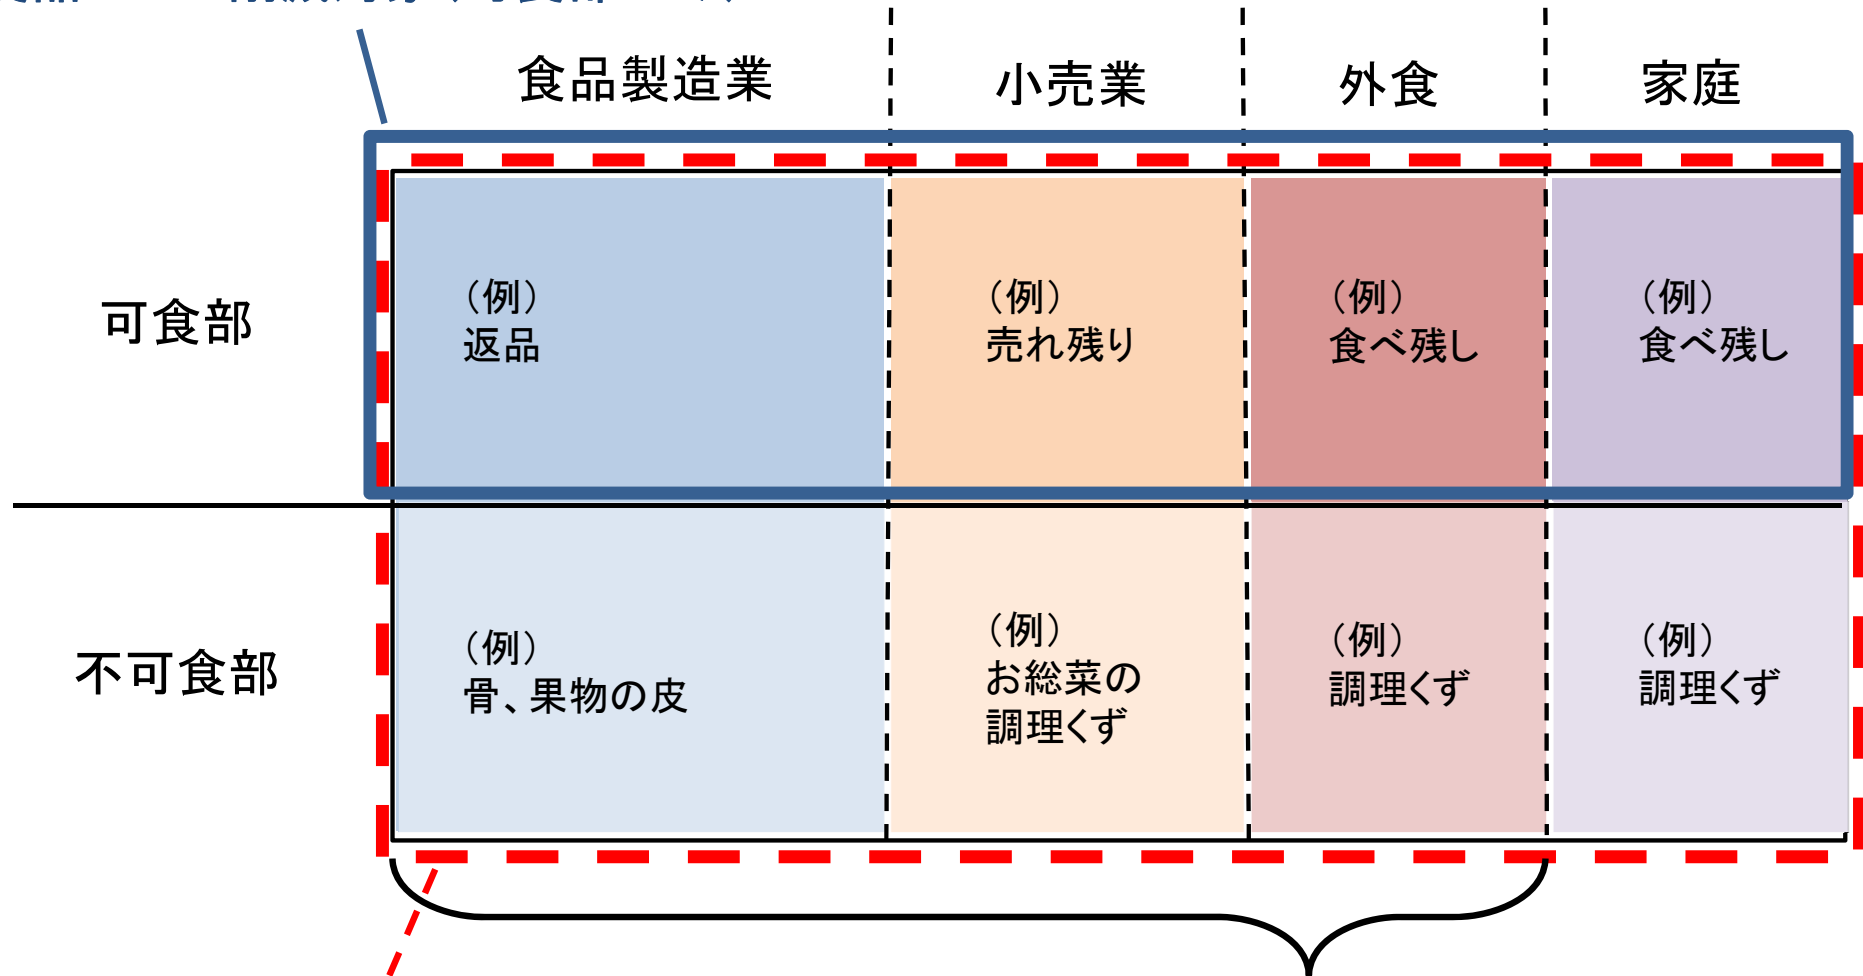 食品製造業
小売業
外食
家庭
可食部
（例）
返品
（例）
売れ残り
（例）
食べ残し
（例）
食べ残し
不可食部
（例）
骨、果物の皮
（例）
お総菜の
調理くず
（例）
調理くず
（例）
調理くず